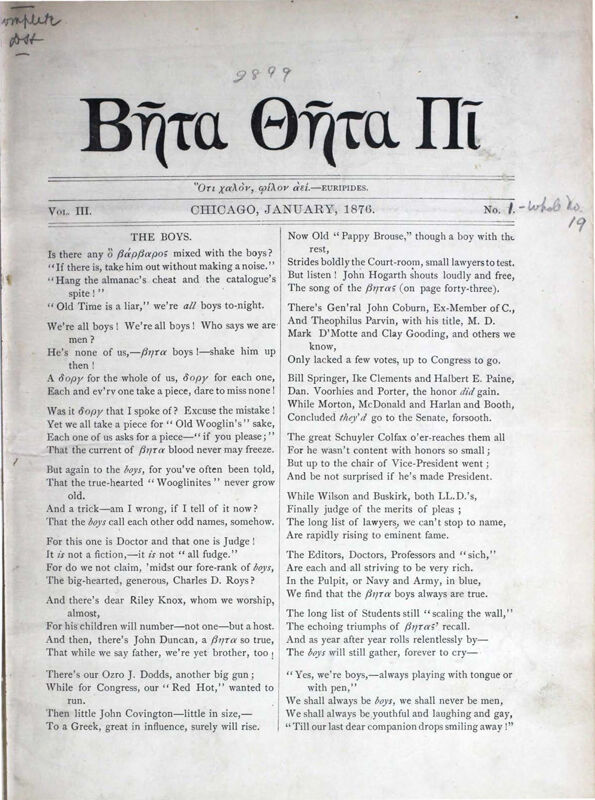 omplete
2899
Βῆτα Θῆτα Πῖ
Ὅτι χαλὸν, φίλον ἀεί.—EURIPIDES.
VOL. III.
CHICAGO, JANUARY, 1876.
No. 1. - Whole No.
19
THE BOYS.
Is there any ὃ βάρβαρος mixed with the boys?
"If there is, take him out without making a noise."
"Hang the almanac's cheat and the catalogue's
spite!"
"Old Time is a liar," we're all boys to-night.
We're all boys! We're all boys! Who says we are
men?
He's none of us,—βητα boys!—shake him up
then!
A δορυ for the whole of us, δορυ for each one,
Each and ev'rv one take a piece, dare to miss none!
Was it δορυ that I spoke of? Excuse the mistake!
Yet we all take a piece for "Old Wooglin's" sake,
Each one of us asks for a piece—"if you please;"
That the current of βητα blood never may freeze.
But again to the boys, for you've often been told,
That the true-hearted "Wooglinites" never grow
old.
And a trick—am I wrong, if I tell of it now?
That the boys call each other odd names, somehow.
For this one is Doctor and that one is Judge!
It is not a fiction,—it is not "all fudge."
For do we not claim, 'midst our fore-rank of boys,
The big-hearted, generous, Charles D. Roys?
And there's dear Riley Knox, whom we worship,
almost,
For his children will number—not one—but a host.
And then, there's John Duncan, a βητα so true,
That while we say father, we're yet brother, too!
There's our Ozro J. Dodds, another big gun;
While for Congress, our "Red Hot," wanted to
run.
Then little John Covington—little in size,—
To a Greek, great in influence, surely will rise.
Now Old "Pappy Brouse," though a boy with the
rest,
Strides boldly the Court-room, small lawyers to test.
But listen! John Hogarth shouts loudly and free,
The song of the βητας (on page forty-three).
There's Gen'ral John Coburn, Ex-Member of C.,
And Theophilus Parvin, with his title, M. D.
Mark D'Motte and Clay Gooding, and others we
know,
Only lacked a few votes, up to Congress to go.
Bill Springer, Ike Clements and Halbert E. Paine,
Dan. Voorhies and Porter, the honor did gain.
While Morton, McDonald and Harlan and Booth,
Concluded they'd go to the Senate, forsooth.
The great Schuyler Colfax o'er-reaches them all
For he wasn't content with honors so small;
But up to the chair of Vice-President went;
And be not surprised if he's made President.
While Wilson and Buskirk, both LL.D.'s,
Finally judge of the merits of pleas;
The long list of lawyers, we can't stop to name,
Are rapidly rising to eminent fame.
The Editors, Doctors, Professors and "sich,"
Are each and all striving to be very rich.
In the Pulpit, or Navy and Army, in blue,
We find that the βητα boys always are true.
The long list of Students still "scaling the wall,"
The echoing triumphs of βητας' recall.
And as year after year rolls relentlessly by—
The boys will still gather, forever to cry—
"Yes, we're boys,—always playing with tongue or
with pen,"
We shall always be boys, we shall never be men,
We shall always be youthful and laughing and gay,
"Till our last dear companion drops smiling away!"